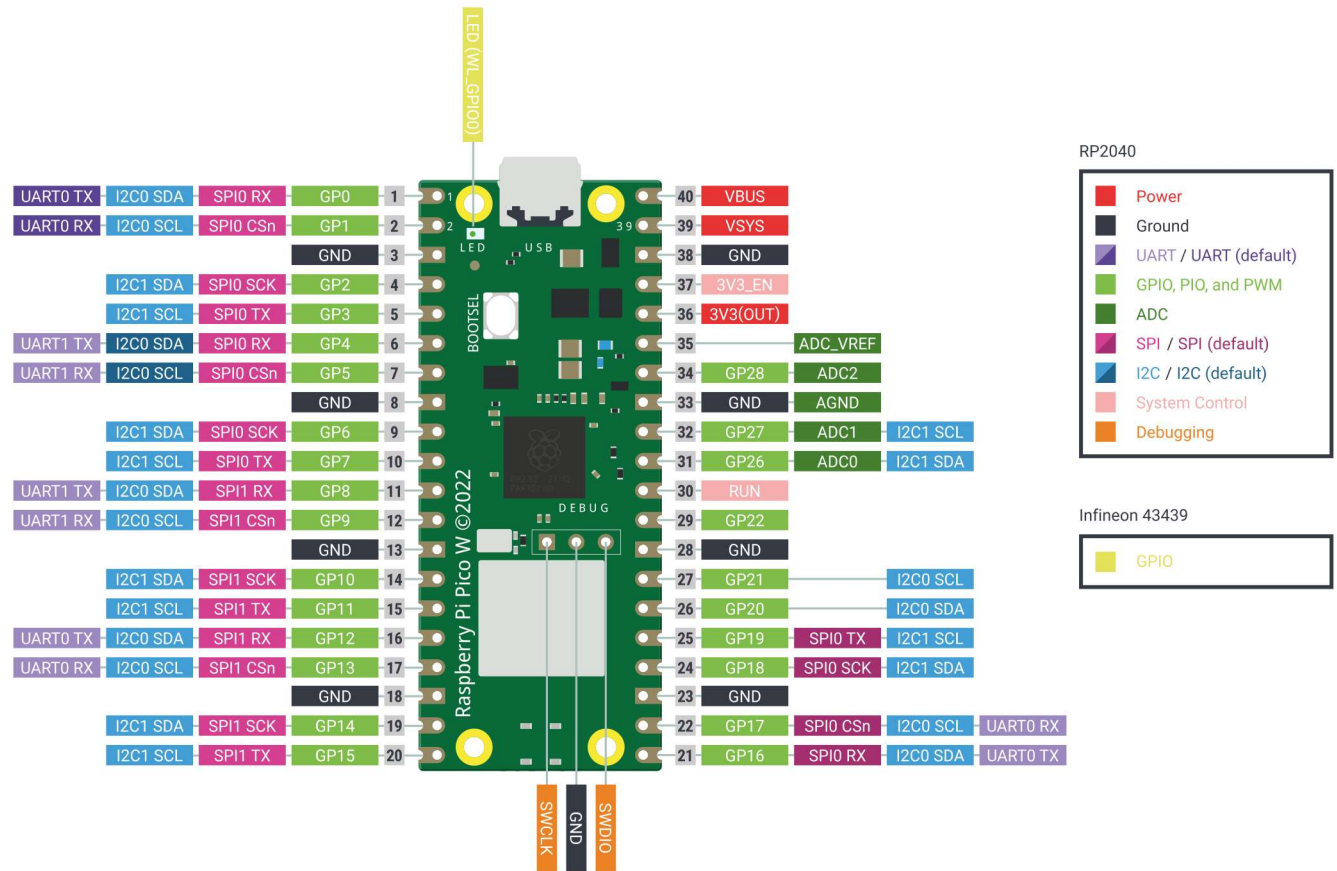 LED (WL_GPIO0)
UART0 TX I2C0 SDA SPI0 RX GP0 1 1 40 VBUS
UART0 RX I2C0 SCL SPI0 CSn GP1 2 2 39 39 VSYS
GND 3 LED USB 38 GND
I2C1 SDA SPI0 SCK GP2 4 37 3V3_EN
I2C1 SCL SPI0 TX GP3 5 BOOTSEL 36 3V3(OUT)
UART1 TX I2C0 SDA SPI0 RX GP4 6 35 ADC_VREF
UART1 RX I2C0 SCL SPI0 CSn GP5 7 34 GP28 ADC2
GND 8 33 GND AGND
I2C1 SDA SPI0 SCK GP6 9 32 GP27 ADC1 I2C1 SCL
I2C1 SCL SPI0 TX GP7 10 31 GP26 ADC0 I2C1 SDA
UART1 TX I2C0 SDA SPI1 RX GP8 11 30 RUN
UART1 RX I2C0 SCL SPI1 CSn GP9 12 DEBUG 29 GP22
GND 13 28 GND
I2C1 SDA SPI1 SCK GP10 14 27 GP21 I2C0 SCL
I2C1 SCL SPI1 TX GP11 15 26 GP20 I2C0 SDA
UART0 TX I2C0 SDA SPI1 RX GP12 16 25 GP19 SPI0 TX I2C1 SCL
UART0 RX I2C0 SCL SPI1 CSn GP13 17 24 GP18 SPI0 SCK I2C1 SDA
GND 18 23 GND
I2C1 SDA SPI1 SCK GP14 19 22 GP17 SPI0 CSn I2C0 SCL UART0 RX
I2C1 SCL SPI1 TX GP15 20 21 GP16 SPI0 RX I2C0 SDA UART0 TX
Raspberry Pi Pico W ©2022
SWCLK
GND
SWDIO
RP2040
Power
Ground
UART / UART (default)
GPIO, PIO, and PWM
ADC
SPI / SPI (default)
I2C / I2C (default)
System Control
Debugging
Infineon 43439
GPIO